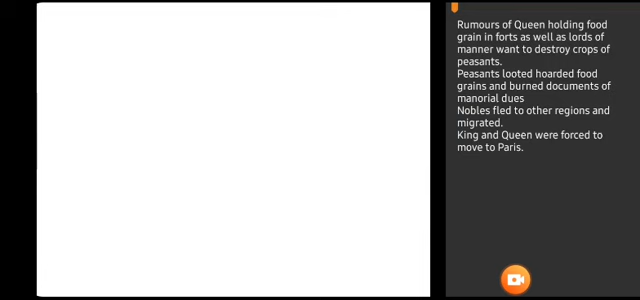 Rumours of Queen holding food
grain in forts as well as lords of
manner want to destroy crops of
peasants.
Peasants looted hoarded food
grains and burned documents of
manorial dues
Nobles fled to other regions and
migrated.
King and Queen were forced to
move to Paris.